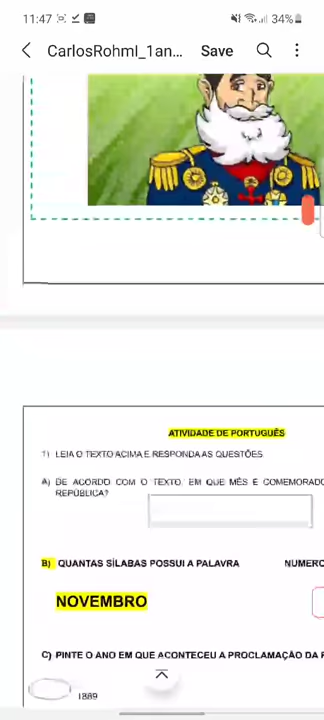 11:47
34%
CarlosRohmI_1an... Save
ATIVIDADE DE PORTUGUÊS
1) LEIA O TEXTO ACIMA E RESPONDA AS QUESTÕES
A) DE ACORDO COM O TEXTO, EM QUE MÊS E COMEMORADO
REPÚBLICA?
B) QUANTAS SÍLABAS POSSUI A PALAVRA NUMERO
NOVEMBRO
C) PINTE O ANO EM QUE ACONTECEU A PROCLAMAÇÃO DA
1889